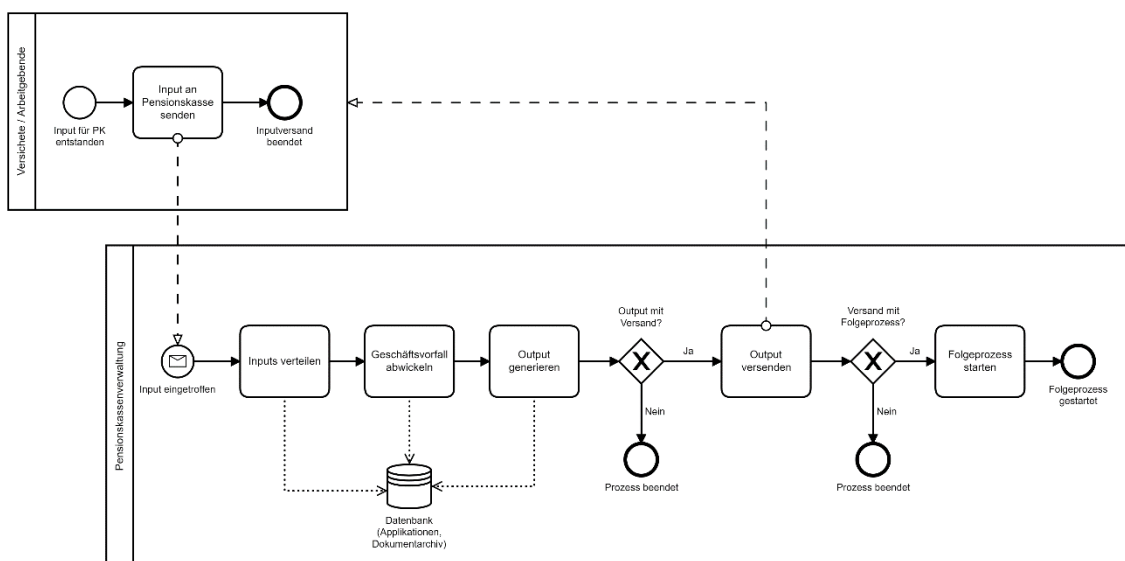 Versichete / Arbeitgebende
Input an
Pensionskasse
senden
Input für PK
entstanden
Inputversand
beendet
Pensionskassenverwaltung
Output mit
Versand?
Versand mit
Folgeprozess?
Input eingetroffen
Inputs verteilen
Geschäftsvorfall
abwickeln
Output
generieren
Ja
Output
versenden
Ja
Folgeprozess
starten
Folgeprozess
gestartet
Nein
Nein
Prozess beendet
Prozess beendet
Datenbank
(Applikationen,
Dokumentarchiv)